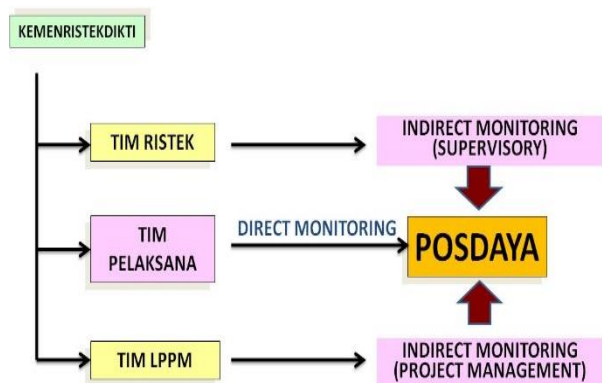 KEMENRISTEKDIKTI
TIM RISTEK
INDIRECT MONITORING
(SUPERVISORY)
TIM
PELAKSANA
DIRECT MONITORING
POSDAYA
TIM LPPM
INDIRECT MONITORING
(PROJECT MANAGEMENT)